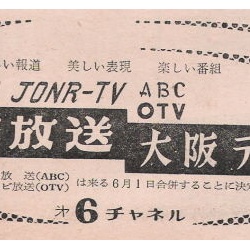 い報道 美しい表現 楽しい番組
JONR-TV ABC
OTV
放送 大阪テ
放送(ABC)
ビ放送(OTV) は来る6月1日合併することに決定
才6チャネル